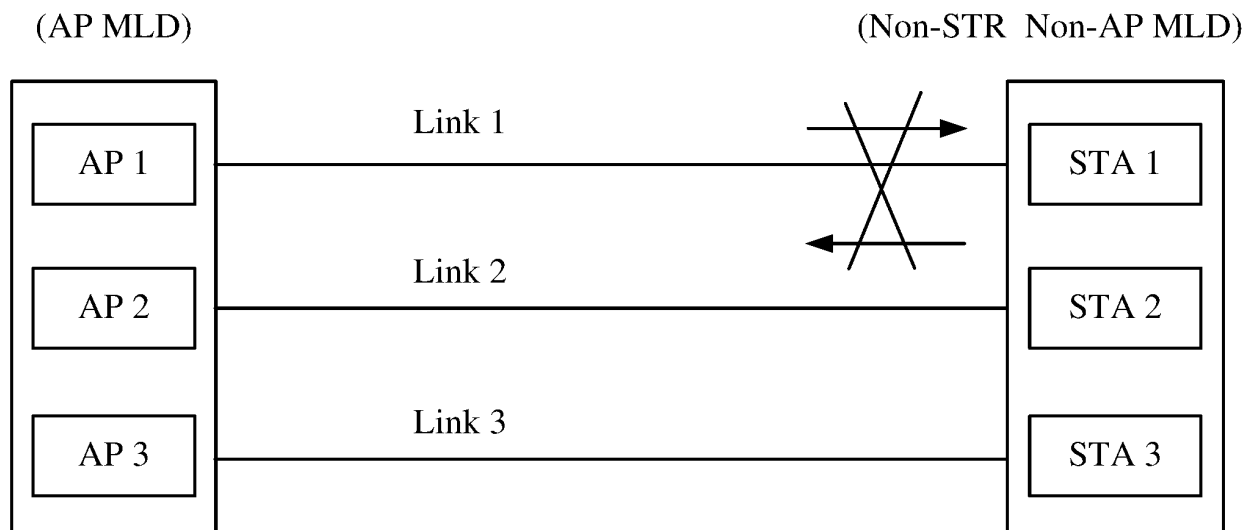 (AP MLD)
(Non-STR Non-AP MLD)
Link 1
AP 1
STA 1
Link 2
AP 2
STA 2
Link 3
AP 3
STA 3